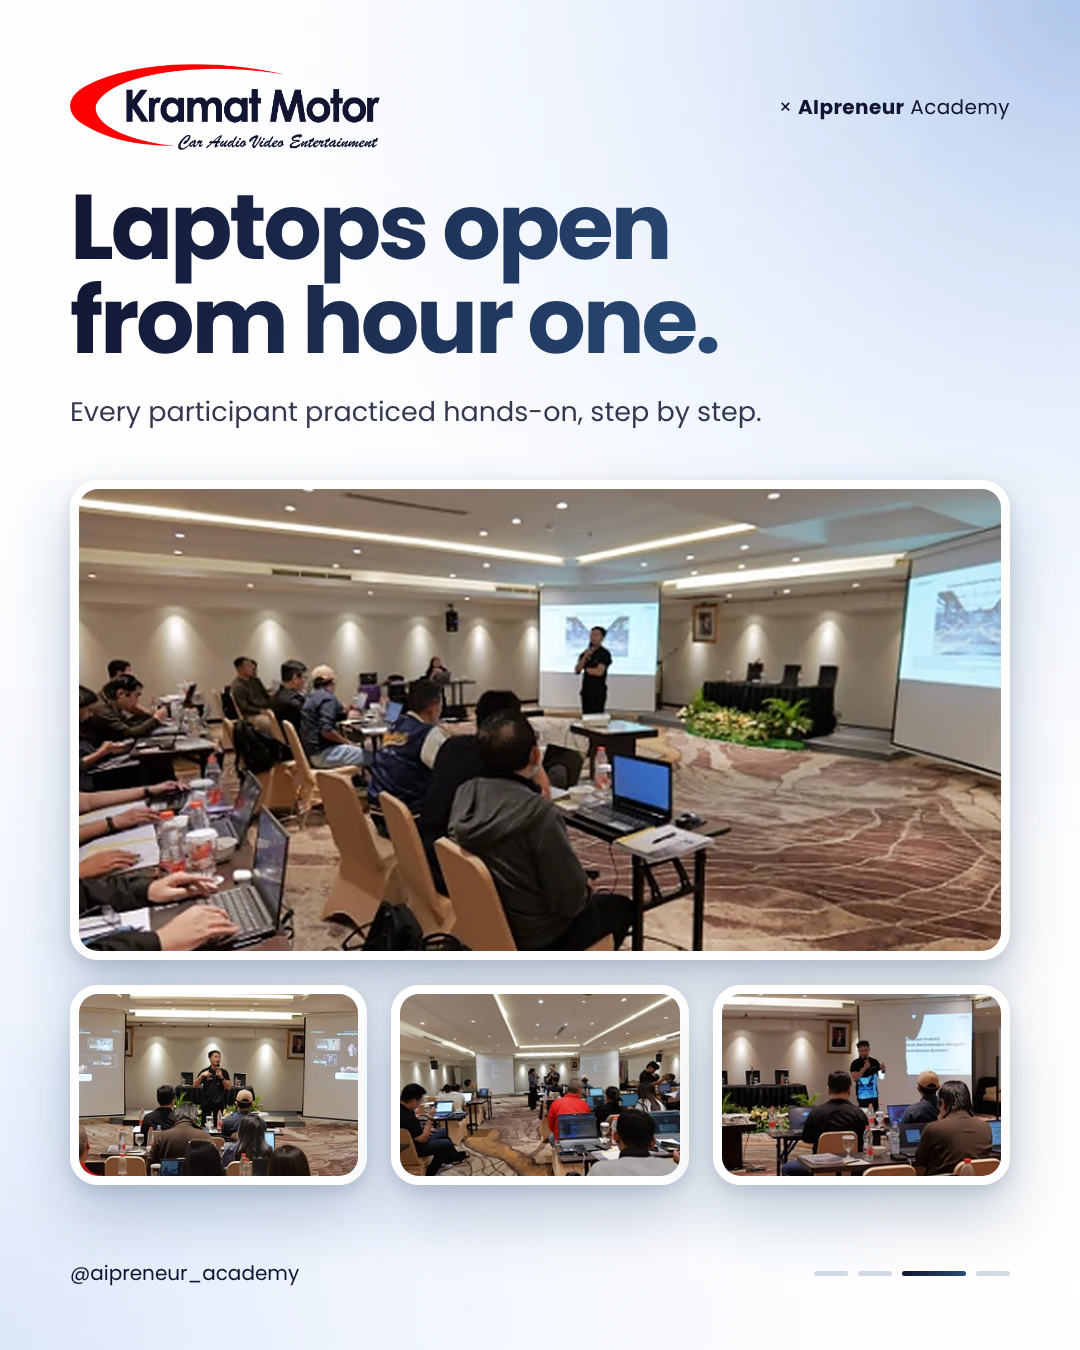 Kramat Motor
Car Audio Video Entertainment
× AIpreneur Academy
Laptops open
from hour one.
Every participant practiced hands-on, step by step.
@aipreneur_academy